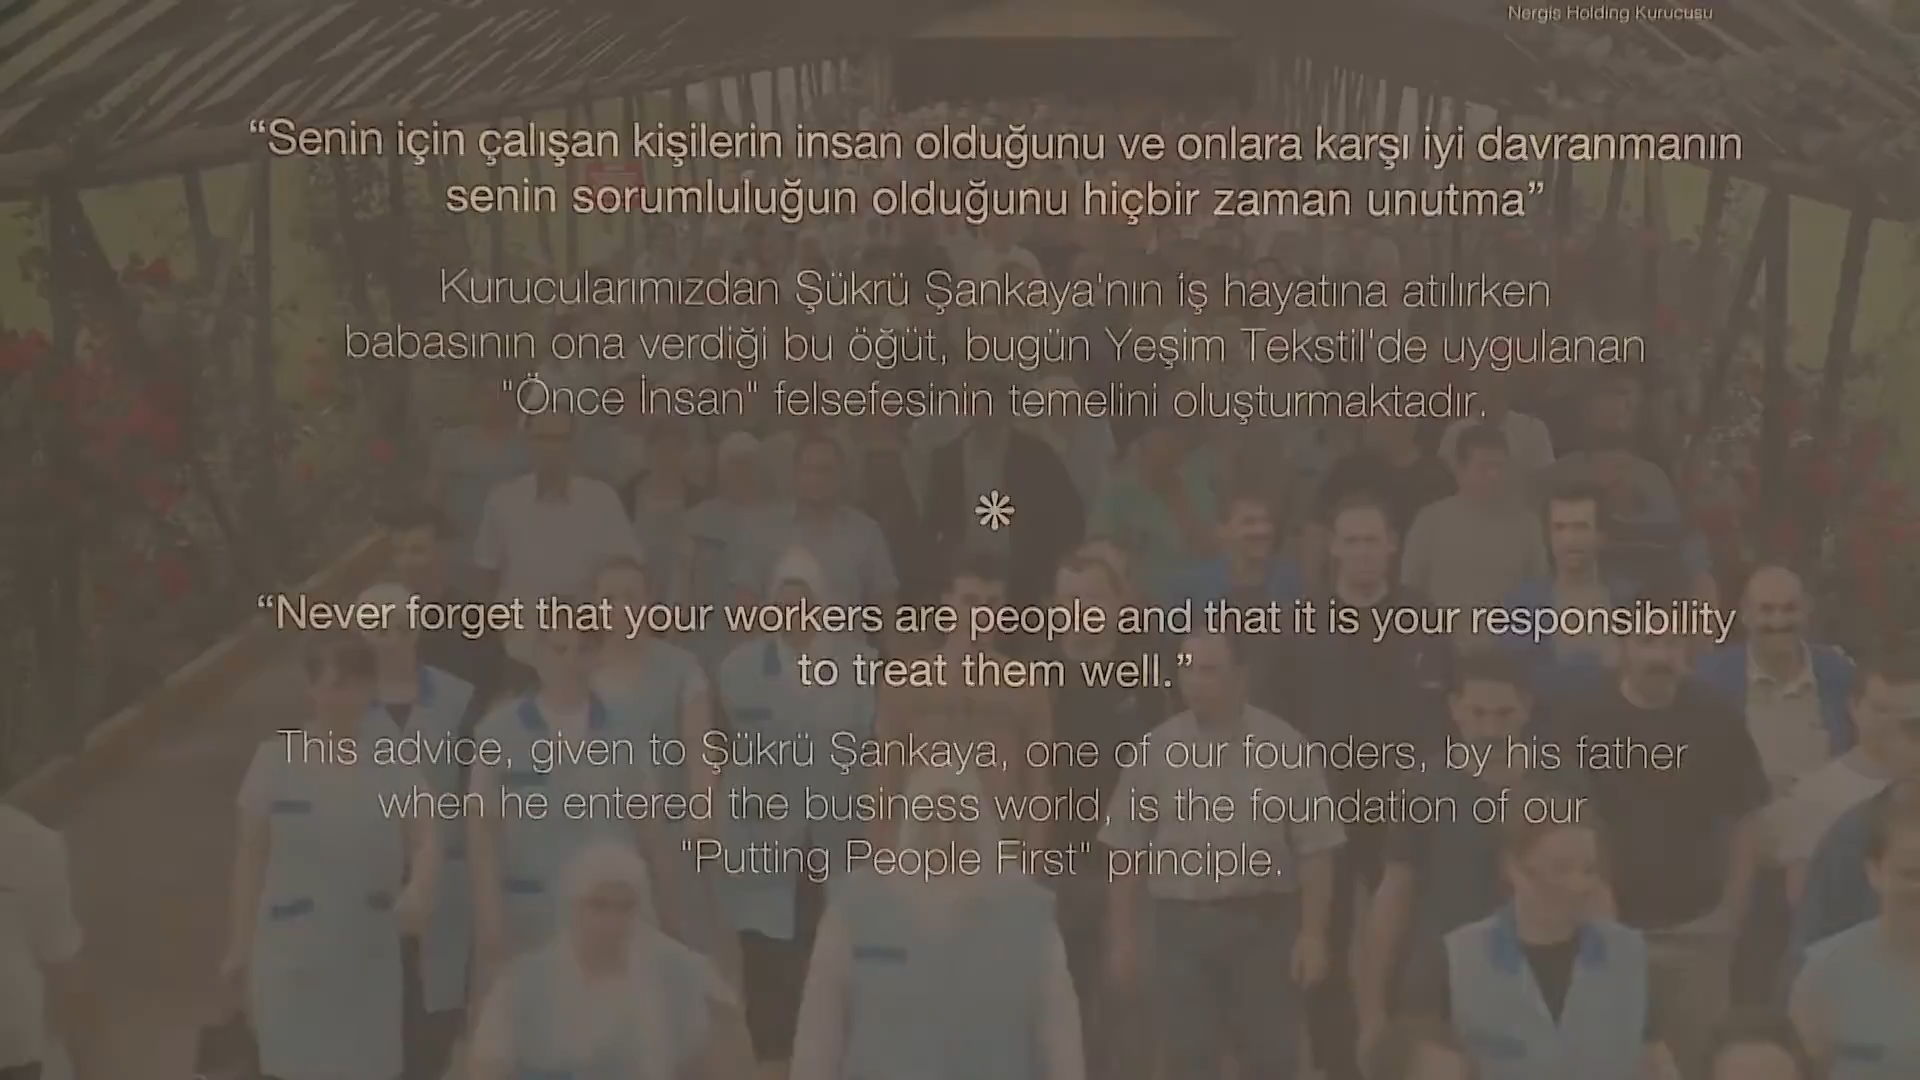 Nergis Holding Kurucusu
“Senin için çalışan kişilerin insan olduğunu ve onlara karşı iyi davranmanın
senin sorumluluğun olduğunu hiçbir zaman unutma”
Kurucularımızdan Şükrü Şankaya'nın iş hayatına atılırken
babasının ona verdiği bu öğüt, bugün Yeşim Tekstil'de uygulanan
"Önce İnsan" felsefesinin temelini oluşturmaktadır.
“Never forget that your workers are people and that it is your responsibility
to treat them well.”
This advice, given to Şükrü Şankaya, one of our founders, by his father
when he entered the business world, is the foundation of our
"Putting People First" principle.